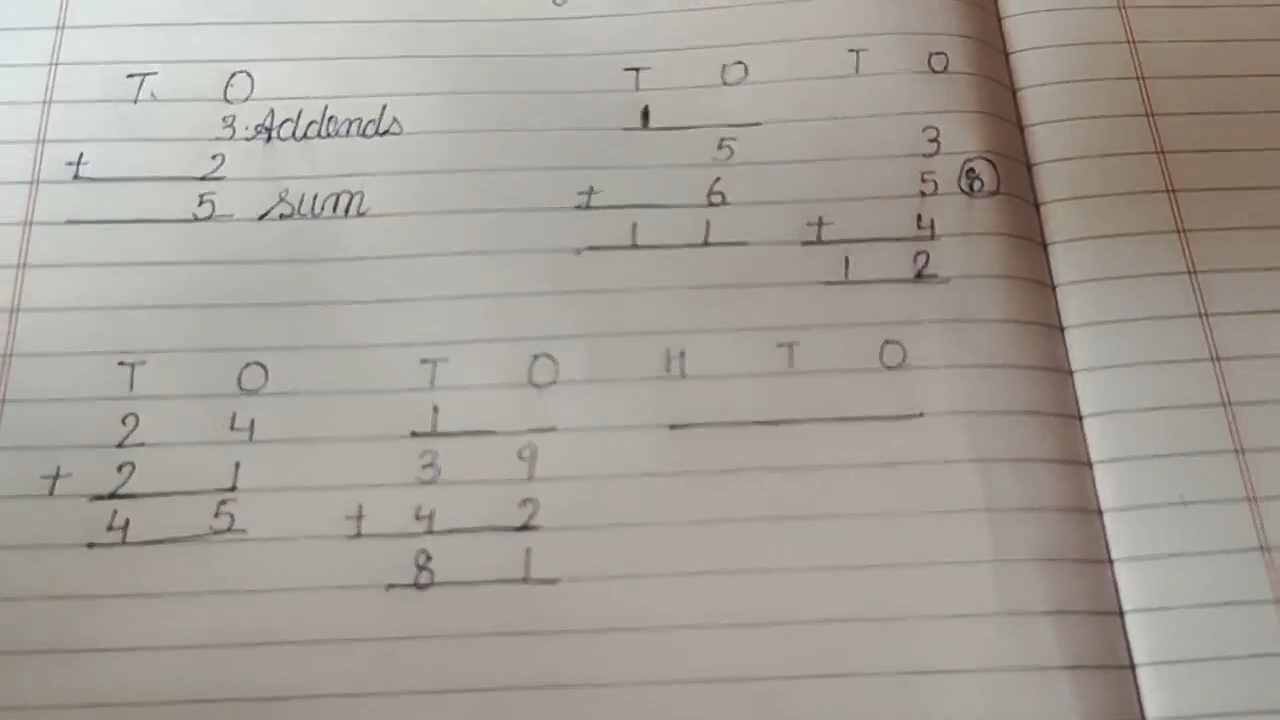 T. O T O T O
3. Addends 1
5 3
+ 2 + 6 5 8
5 sum 1 1 + 4
1 2
T O T O H T O
2 4 1
+ 2 1 3 9
4 5 + 4 2
8 1